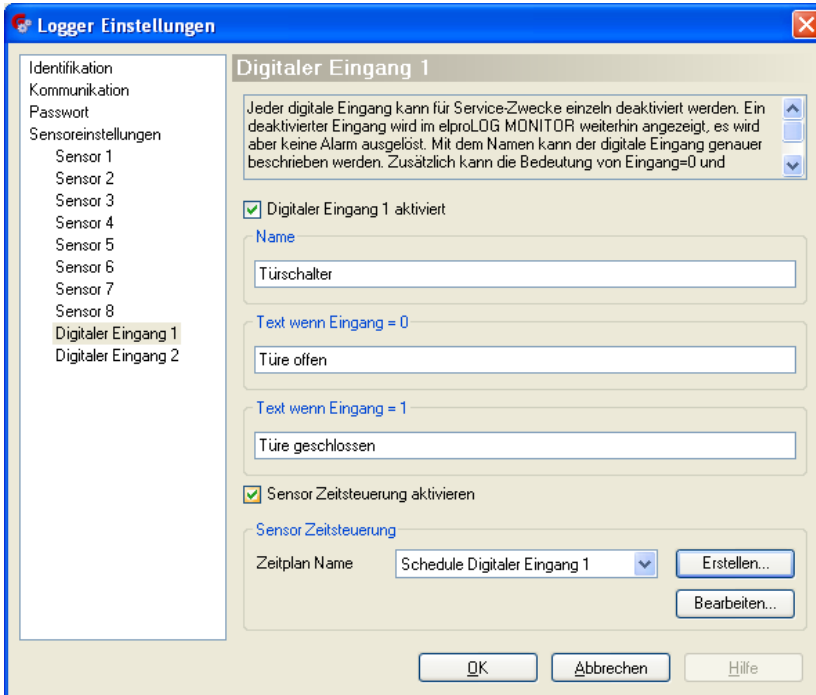 Logger Einstellungen
Identifikation
Kommunikation
Passwort
Sensoreinstellungen
Sensor 1
Sensor 2
Sensor 3
Sensor 4
Sensor 5
Sensor 6
Sensor 7
Sensor 8
Digitaler Eingang 1
Digitaler Eingang 2
Digitaler Eingang 1
Jeder digitale Eingang kann für Service-Zwecke einzeln deaktiviert werden. Ein
deaktivierter Eingang wird im elproLOG MONITOR weiterhin angezeigt, es wird
aber keine Alarm ausgelöst. Mit dem Namen kann der digitale Eingang genauer
beschrieben werden. Zusätzlich kann die Bedeutung von Eingang=0 und
Digitaler Eingang 1 aktiviert
Name
Türschalter
Text wenn Eingang = 0
Türe offen
Text wenn Eingang = 1
Türe geschlossen
Sensor Zeitsteuerung aktivieren
Sensor Zeitsteuerung
Zeitplan Name
Schedule Digitaler Eingang 1
Erstellen...
Bearbeiten...
OK
Abbrechen
Hilfe